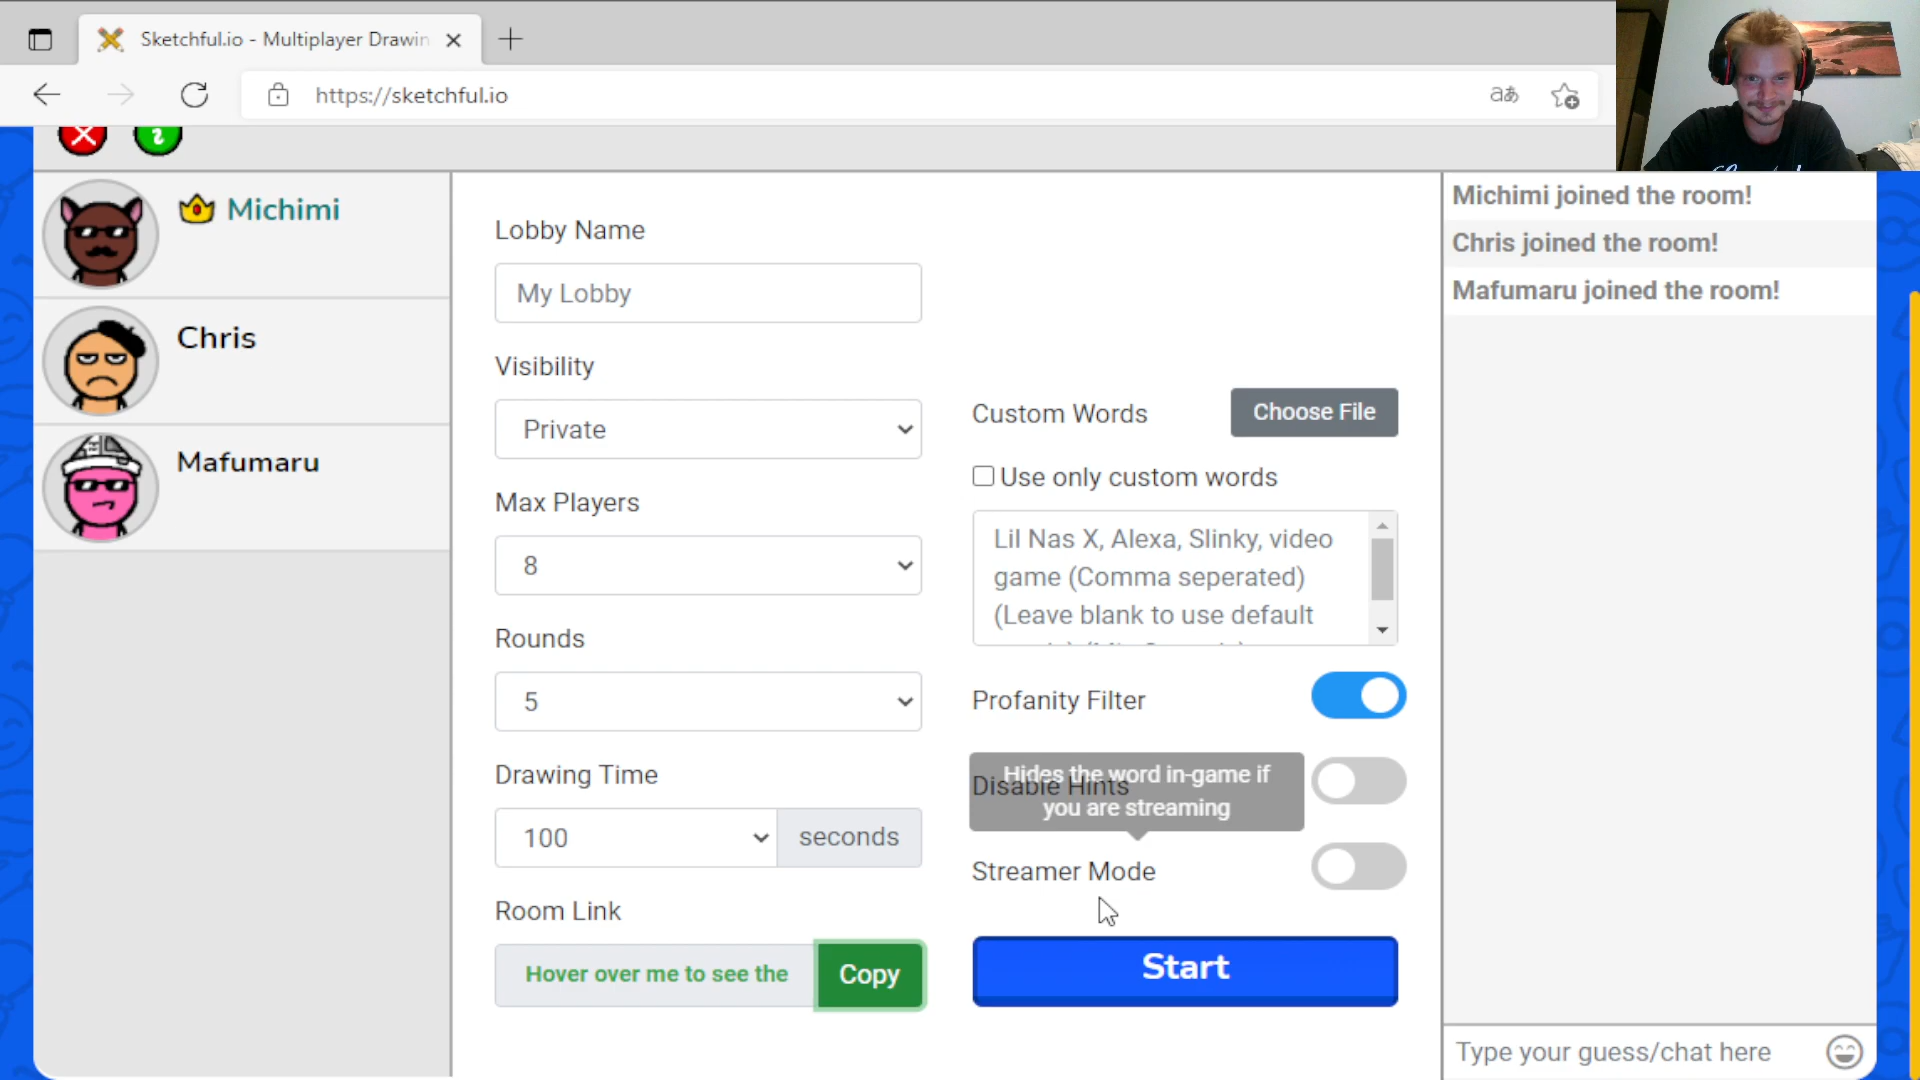 Sketchful.io - Multiplayer Drawin
https://sketchful.io
Michimi
Chris
Mafumaru
Lobby Name
My Lobby
Visibility
Private
Max Players
8
Rounds
5
Drawing Time
100
seconds
Room Link
Hover over me to see the
Copy
Custom Words
Choose File
Use only custom words
Lil Nas X, Alexa, Slinky, video
game (Comma seperated)
(Leave blank to use default
Profanity Filter
Disable Hints
Hides the word in-game if
you are streaming
Streamer Mode
Start
Michimi joined the room!
Chris joined the room!
Mafumaru joined the room!
Type your guess/chat here